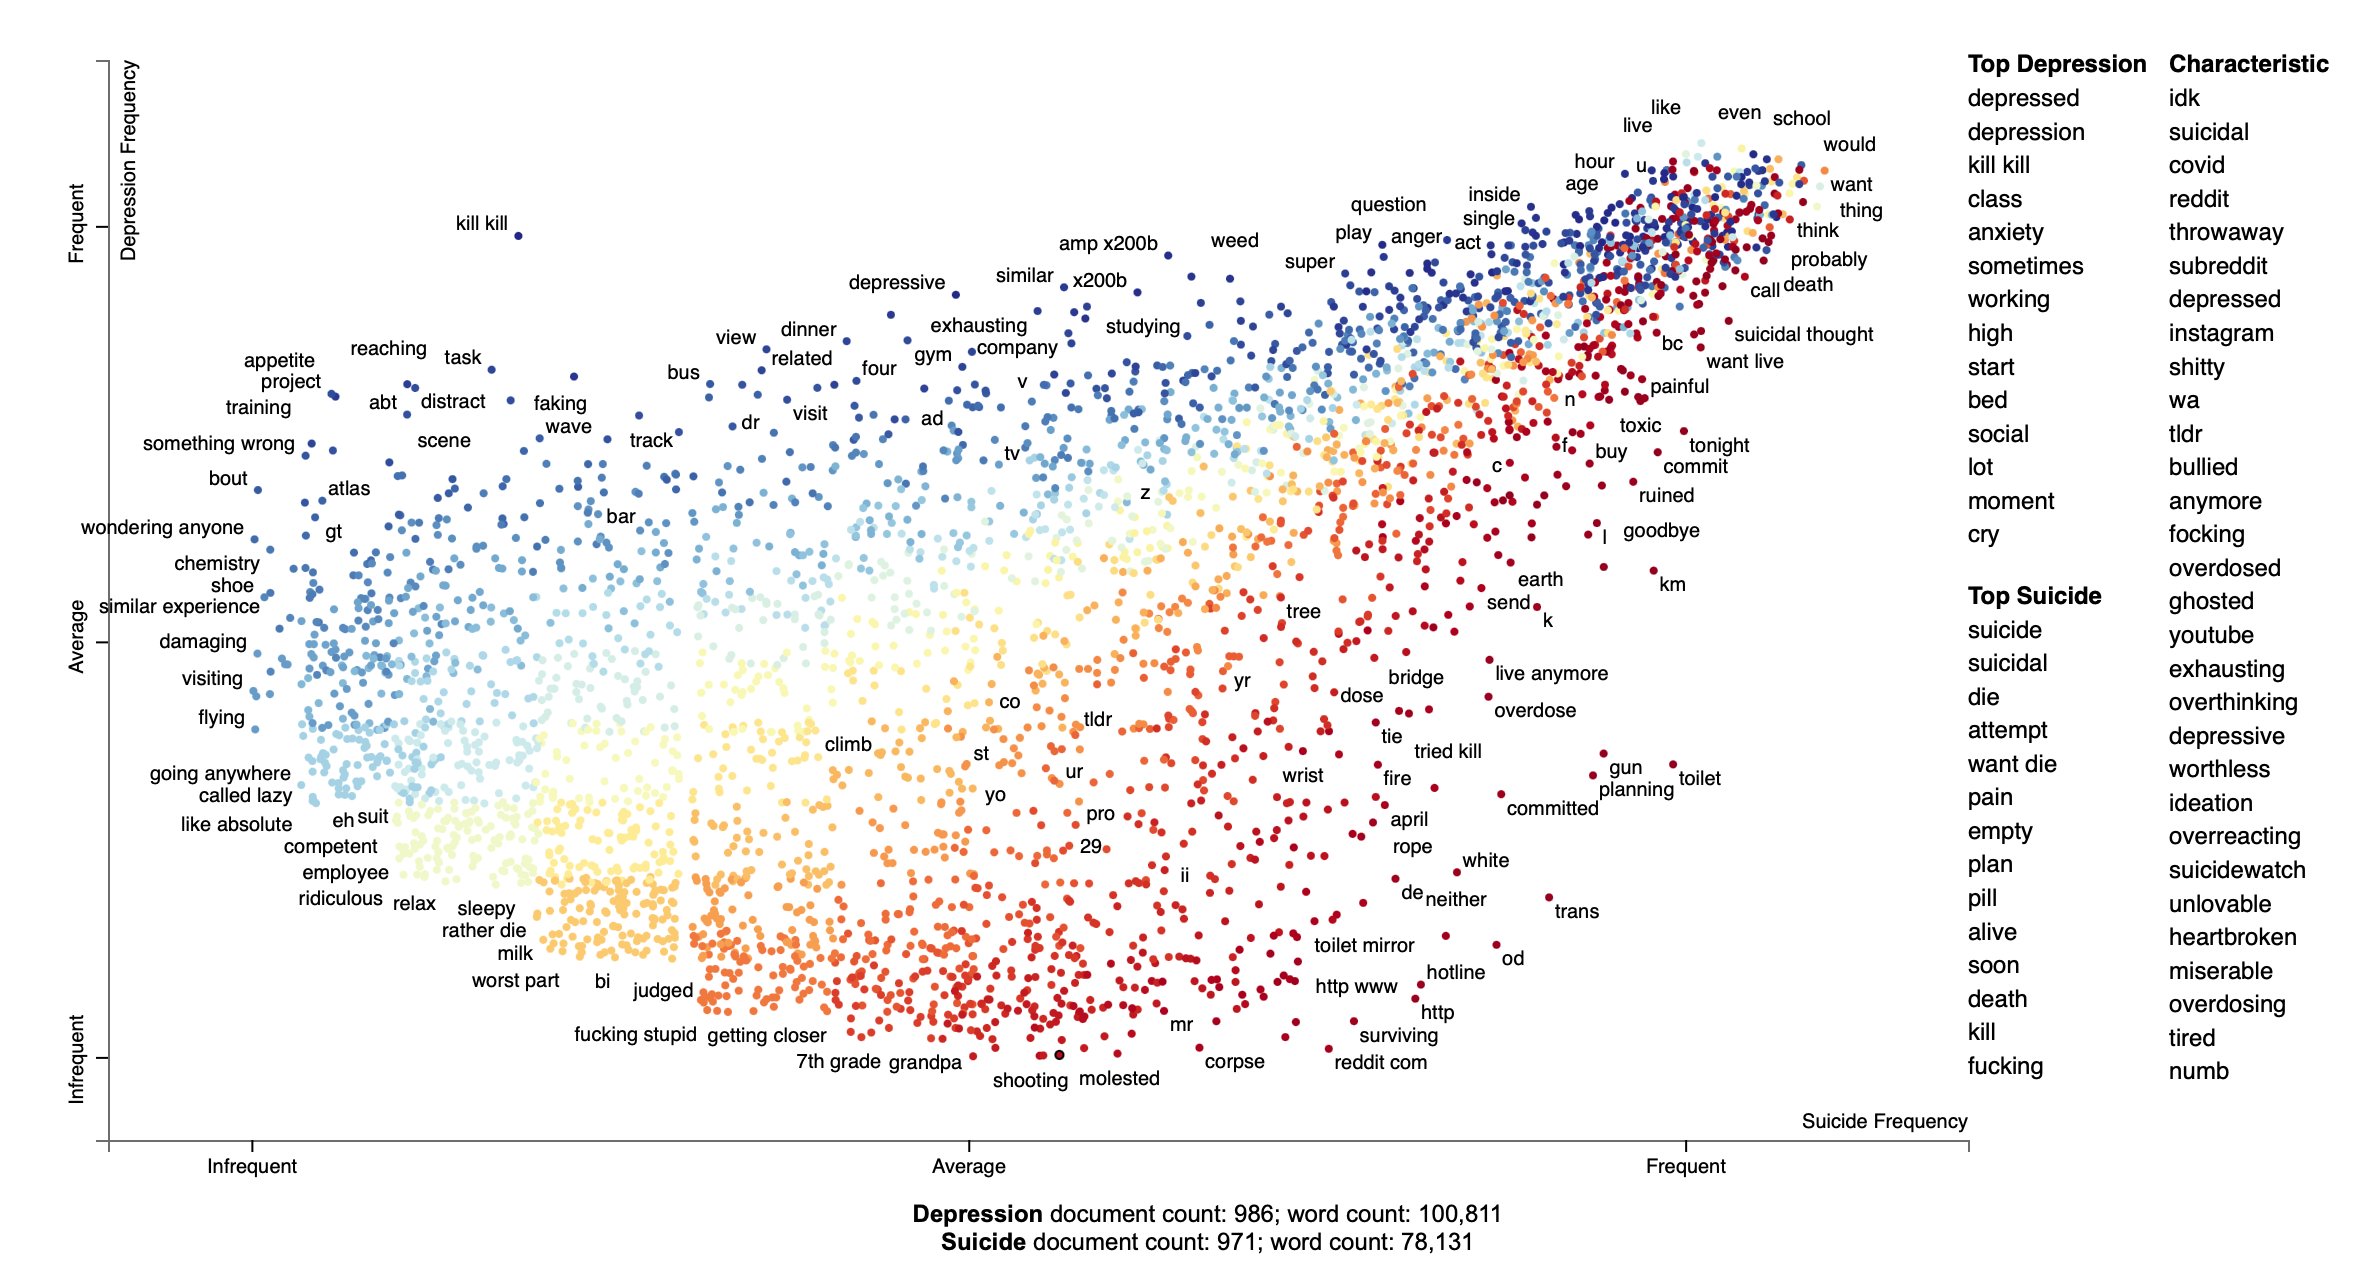 Top Depression
Characteristic
depressed
idk
depression
suicidal
kill kill
covid
class
reddit
anxiety
throwaway
sometimes
subreddit
working
depressed
high
instagram
start
shitty
bed
wa
social
tldr
lot
bullied
moment
anymore
cry
focking
overdosed
Top Suicide
ghosted
suicide
youtube
suicidal
exhausting
die
overthinking
attempt
depressive
want die
worthless
pain
ideation
empty
overreacting
plan
suicidewatch
pill
unlovable
alive
heartbroken
soon
miserable
death
overdosing
kill
tired
fucking
numb
Depression Frequency
Frequent
Average
Infrequent
like
even
school
live
would
hour
u
age
want
inside
thing
question
single
think
kill kill
play
anger
act
amp x200b
weed
probably
super
similar
x200b
call
death
depressive
exhausting
studying
dinner
view
suicidal thought
bc
company
gym
related
want live
reaching
task
appetite
four
bus
project
v
painful
training
abt
distract
faking
visit
n
ad
dr
wave
toxic
something wrong
scene
track
tv
f
buy
tonight
c
commit
bout
atlas
z
ruined
bar
wondering anyone
gt
l
goodbye
chemistry
shoe
earth
km
similar experience
send
tree
k
damaging
visiting
yr
bridge
live anymore
dose
co
overdose
flying
tldr
tie
climb
st
tried kill
going anywhere
ur
wrist
fire
gun
toilet
called lazy
yo
planning
committed
like absolute
eh
suit
pro
april
competent
29
rope
white
employee
ii
ridiculous
relax
de
neither
sleepy
trans
rather die
milk
toilet mirror
od
worst part
bi
judged
hotline
http www
http
fucking stupid
getting closer
mr
surviving
7th grade
grandpa
corpse
reddit com
shooting
molested
Suicide Frequency
Infrequent
Average
Frequent
Depression document count: 986; word count: 100,811
Suicide document count: 971; word count: 78,131